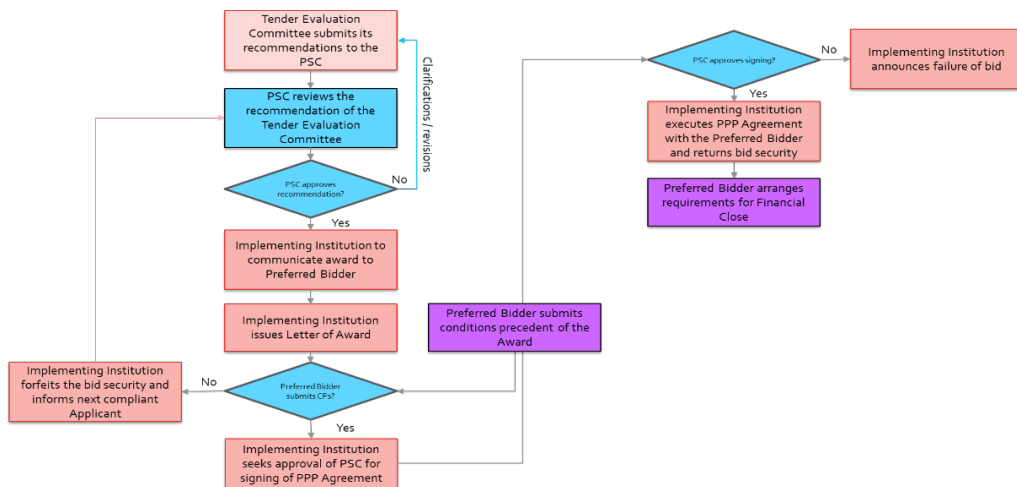 Tender Evaluation
Committee submits its
recommendations to the
PSC
Clarifications / revisions
PSC reviews the
recommendation of the
Tender Evaluation
Committee
PSC approves
recommendation?
No
Yes
Implementing Institution to
communicate award to
Preferred Bidder
Implementing Institution
issues Letter of Award
Preferred Bidder
submits CPs?
No
Implementing Institution
forfeits the bid security and
informs next compliant
Applicant
Yes
Implementing Institution
seeks approval of PSC for
signing of PPP Agreement
Preferred Bidder submits
conditions precedent of the
Award
PSC approves signing?
No
Implementing Institution
announces failure of bid
Yes
Implementing Institution
executes PPP Agreement
with the Preferred Bidder
and returns bid security
Preferred Bidder arranges
requirements for Financial
Close